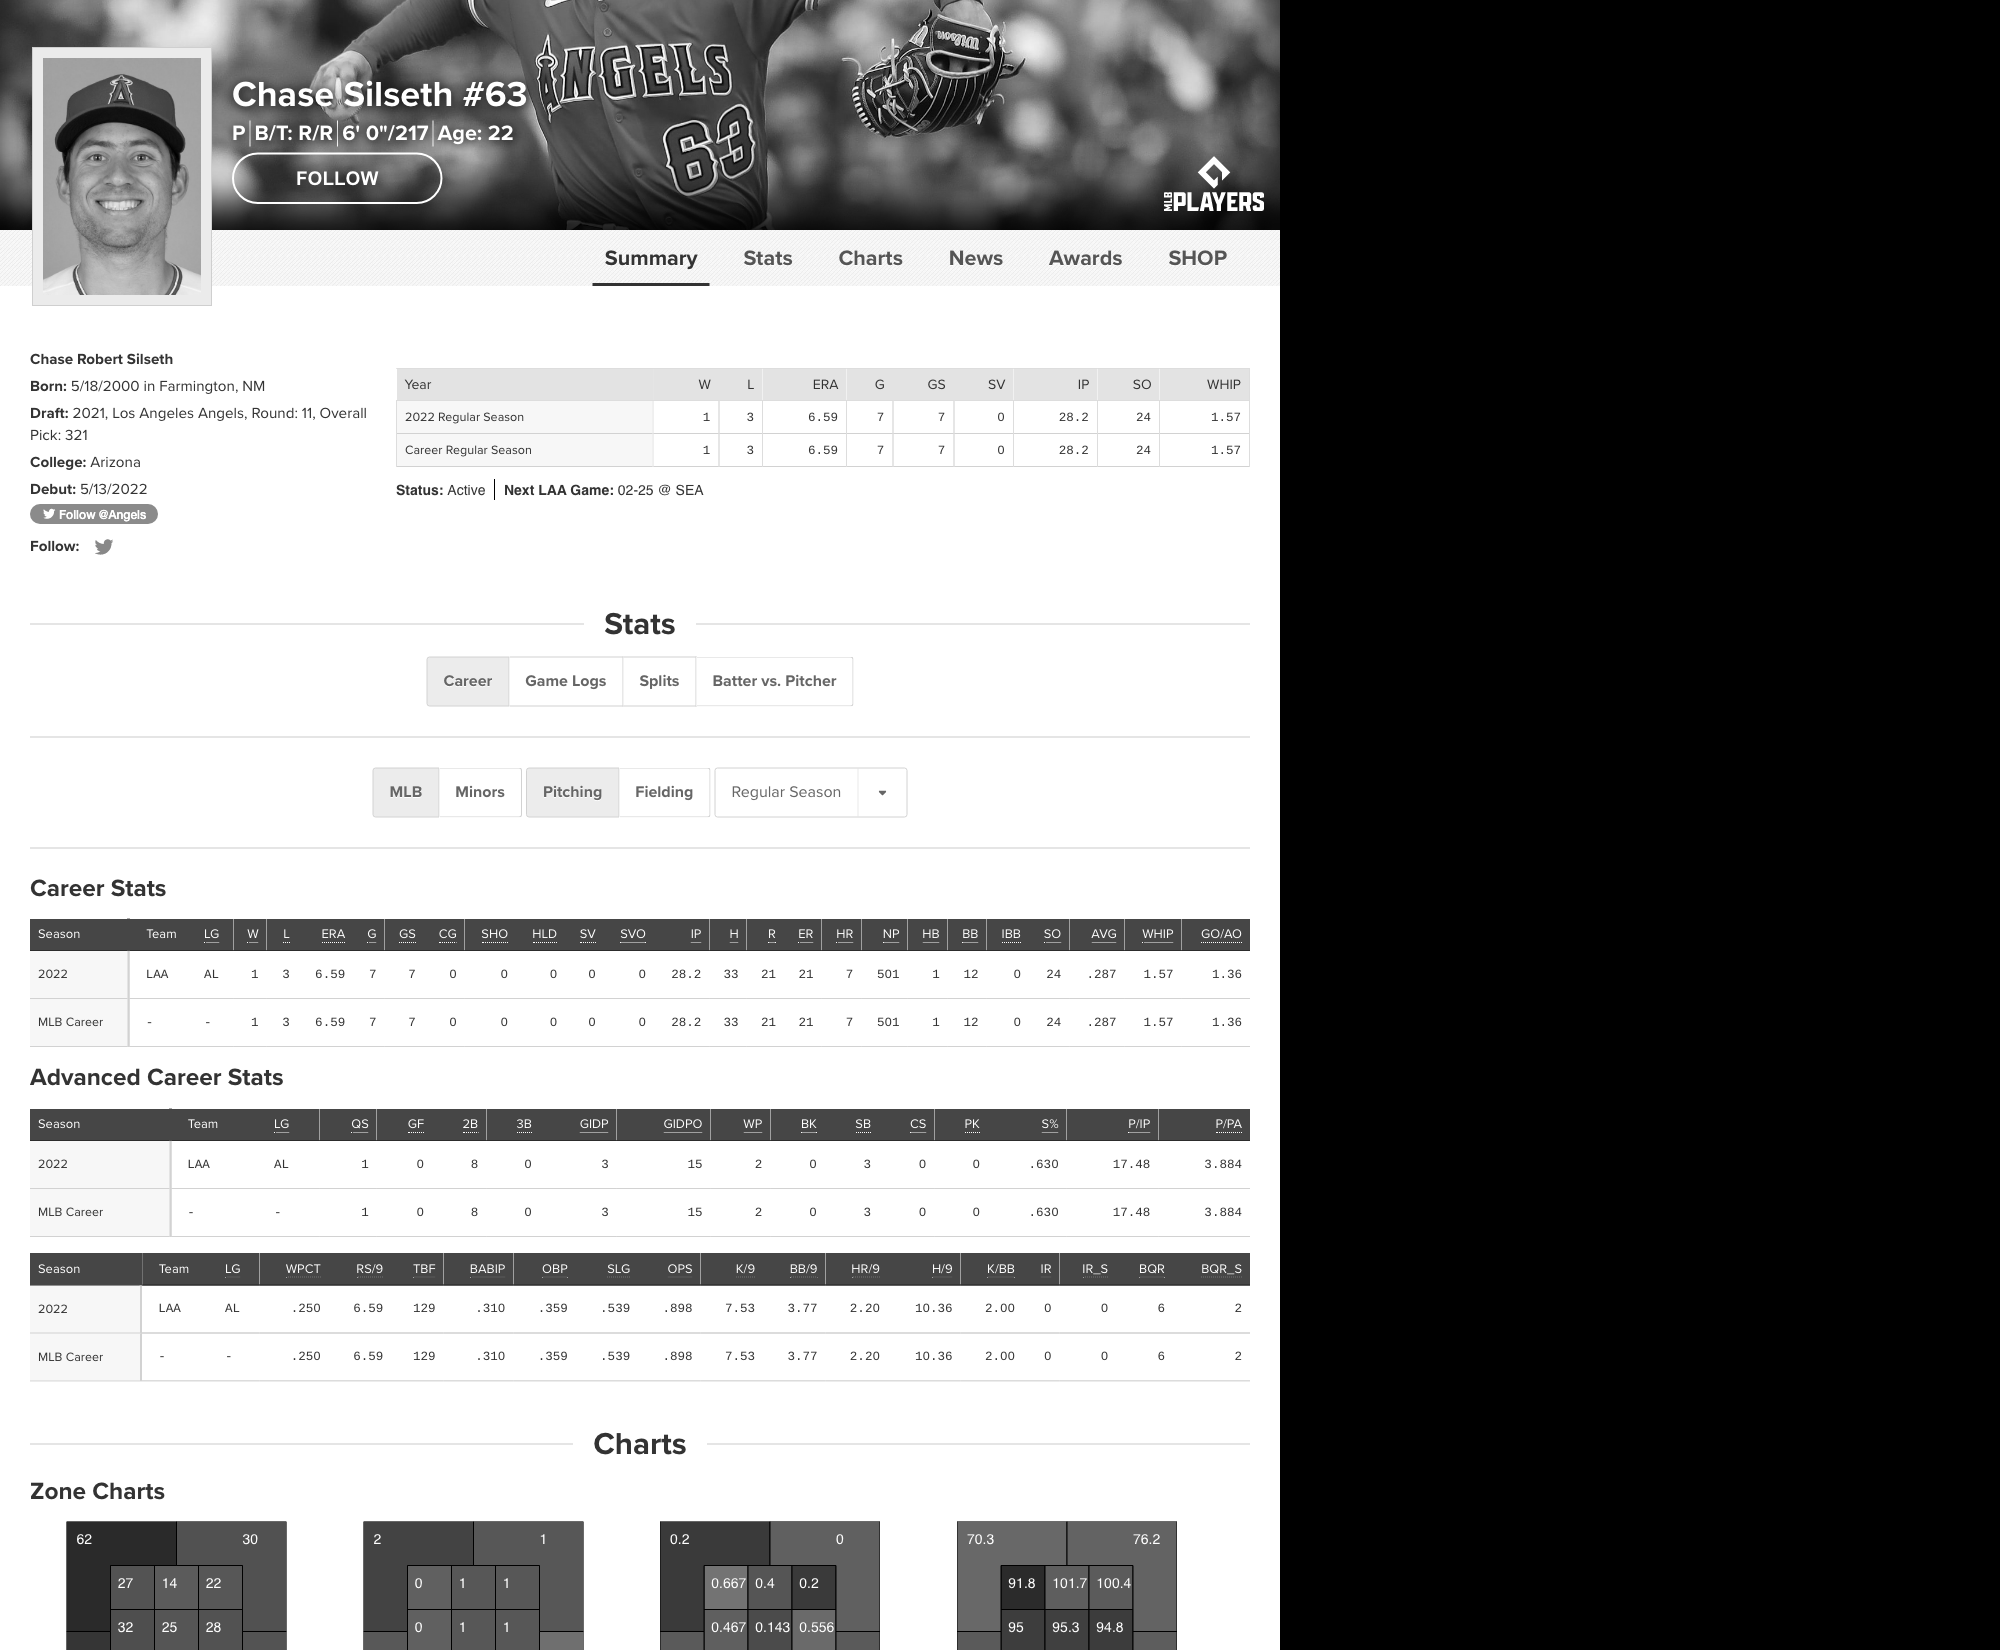 ANGELS
63
Wilson
Chase Silseth #63
P B/T: R/R 6' 0"/217 Age: 22
FOLLOW
MLB PLAYERS
Summary Stats Charts News Awards SHOP
Chase Robert Silseth
Born: 5/18/2000 in Farmington, NM
Draft: 2021, Los Angeles Angels, Round: 11, Overall
Pick: 321
College: Arizona
Debut: 5/13/2022
Follow @Angels
Follow:
Year W L ERA G GS SV IP SO WHIP
2022 Regular Season 1 3 6.59 7 7 0 28.2 24 1.57
Career Regular Season 1 3 6.59 7 7 0 28.2 24 1.57
Status: Active Next LAA Game: 02-25 @ SEA
Stats
Career Game Logs Splits Batter vs. Pitcher
MLB Minors Pitching Fielding Regular Season
Career Stats
Season Team LG W L ERA G GS CG SHO HLD SV SVO IP H R ER HR NP HB BB IBB SO AVG WHIP GO/AO
2022 LAA AL 1 3 6.59 7 7 0 0 0 0 0 28.2 33 21 21 7 501 1 12 0 24 .287 1.57 1.36
MLB Career - - 1 3 6.59 7 7 0 0 0 0 0 28.2 33 21 21 7 501 1 12 0 24 .287 1.57 1.36
Advanced Career Stats
Season Team LG QS GF 2B 3B GIDP GIDPO WP BK SB CS PK S% P/IP P/PA
2022 LAA AL 1 0 8 0 3 15 2 0 3 0 0 .630 17.48 3.884
MLB Career - - 1 0 8 0 3 15 2 0 3 0 0 .630 17.48 3.884
Season Team LG WPCT RS/9 TBF BABIP OBP SLG OPS K/9 BB/9 HR/9 H/9 K/BB IR IR_S BQR BQR_S
2022 LAA AL .250 6.59 129 .310 .359 .539 .898 7.53 3.77 2.20 10.36 2.00 0 0 6 2
MLB Career - - .250 6.59 129 .310 .359 .539 .898 7.53 3.77 2.20 10.36 2.00 0 0 6 2
Charts
Zone Charts
62 30 2 1 0.2 0 70.3 76.2
27 14 22 0 1 1 0.667 0.4 0.2 91.8 101.7 100.4
32 25 28 0 1 1 0.467 0.143 0.556 95 95.3 94.8